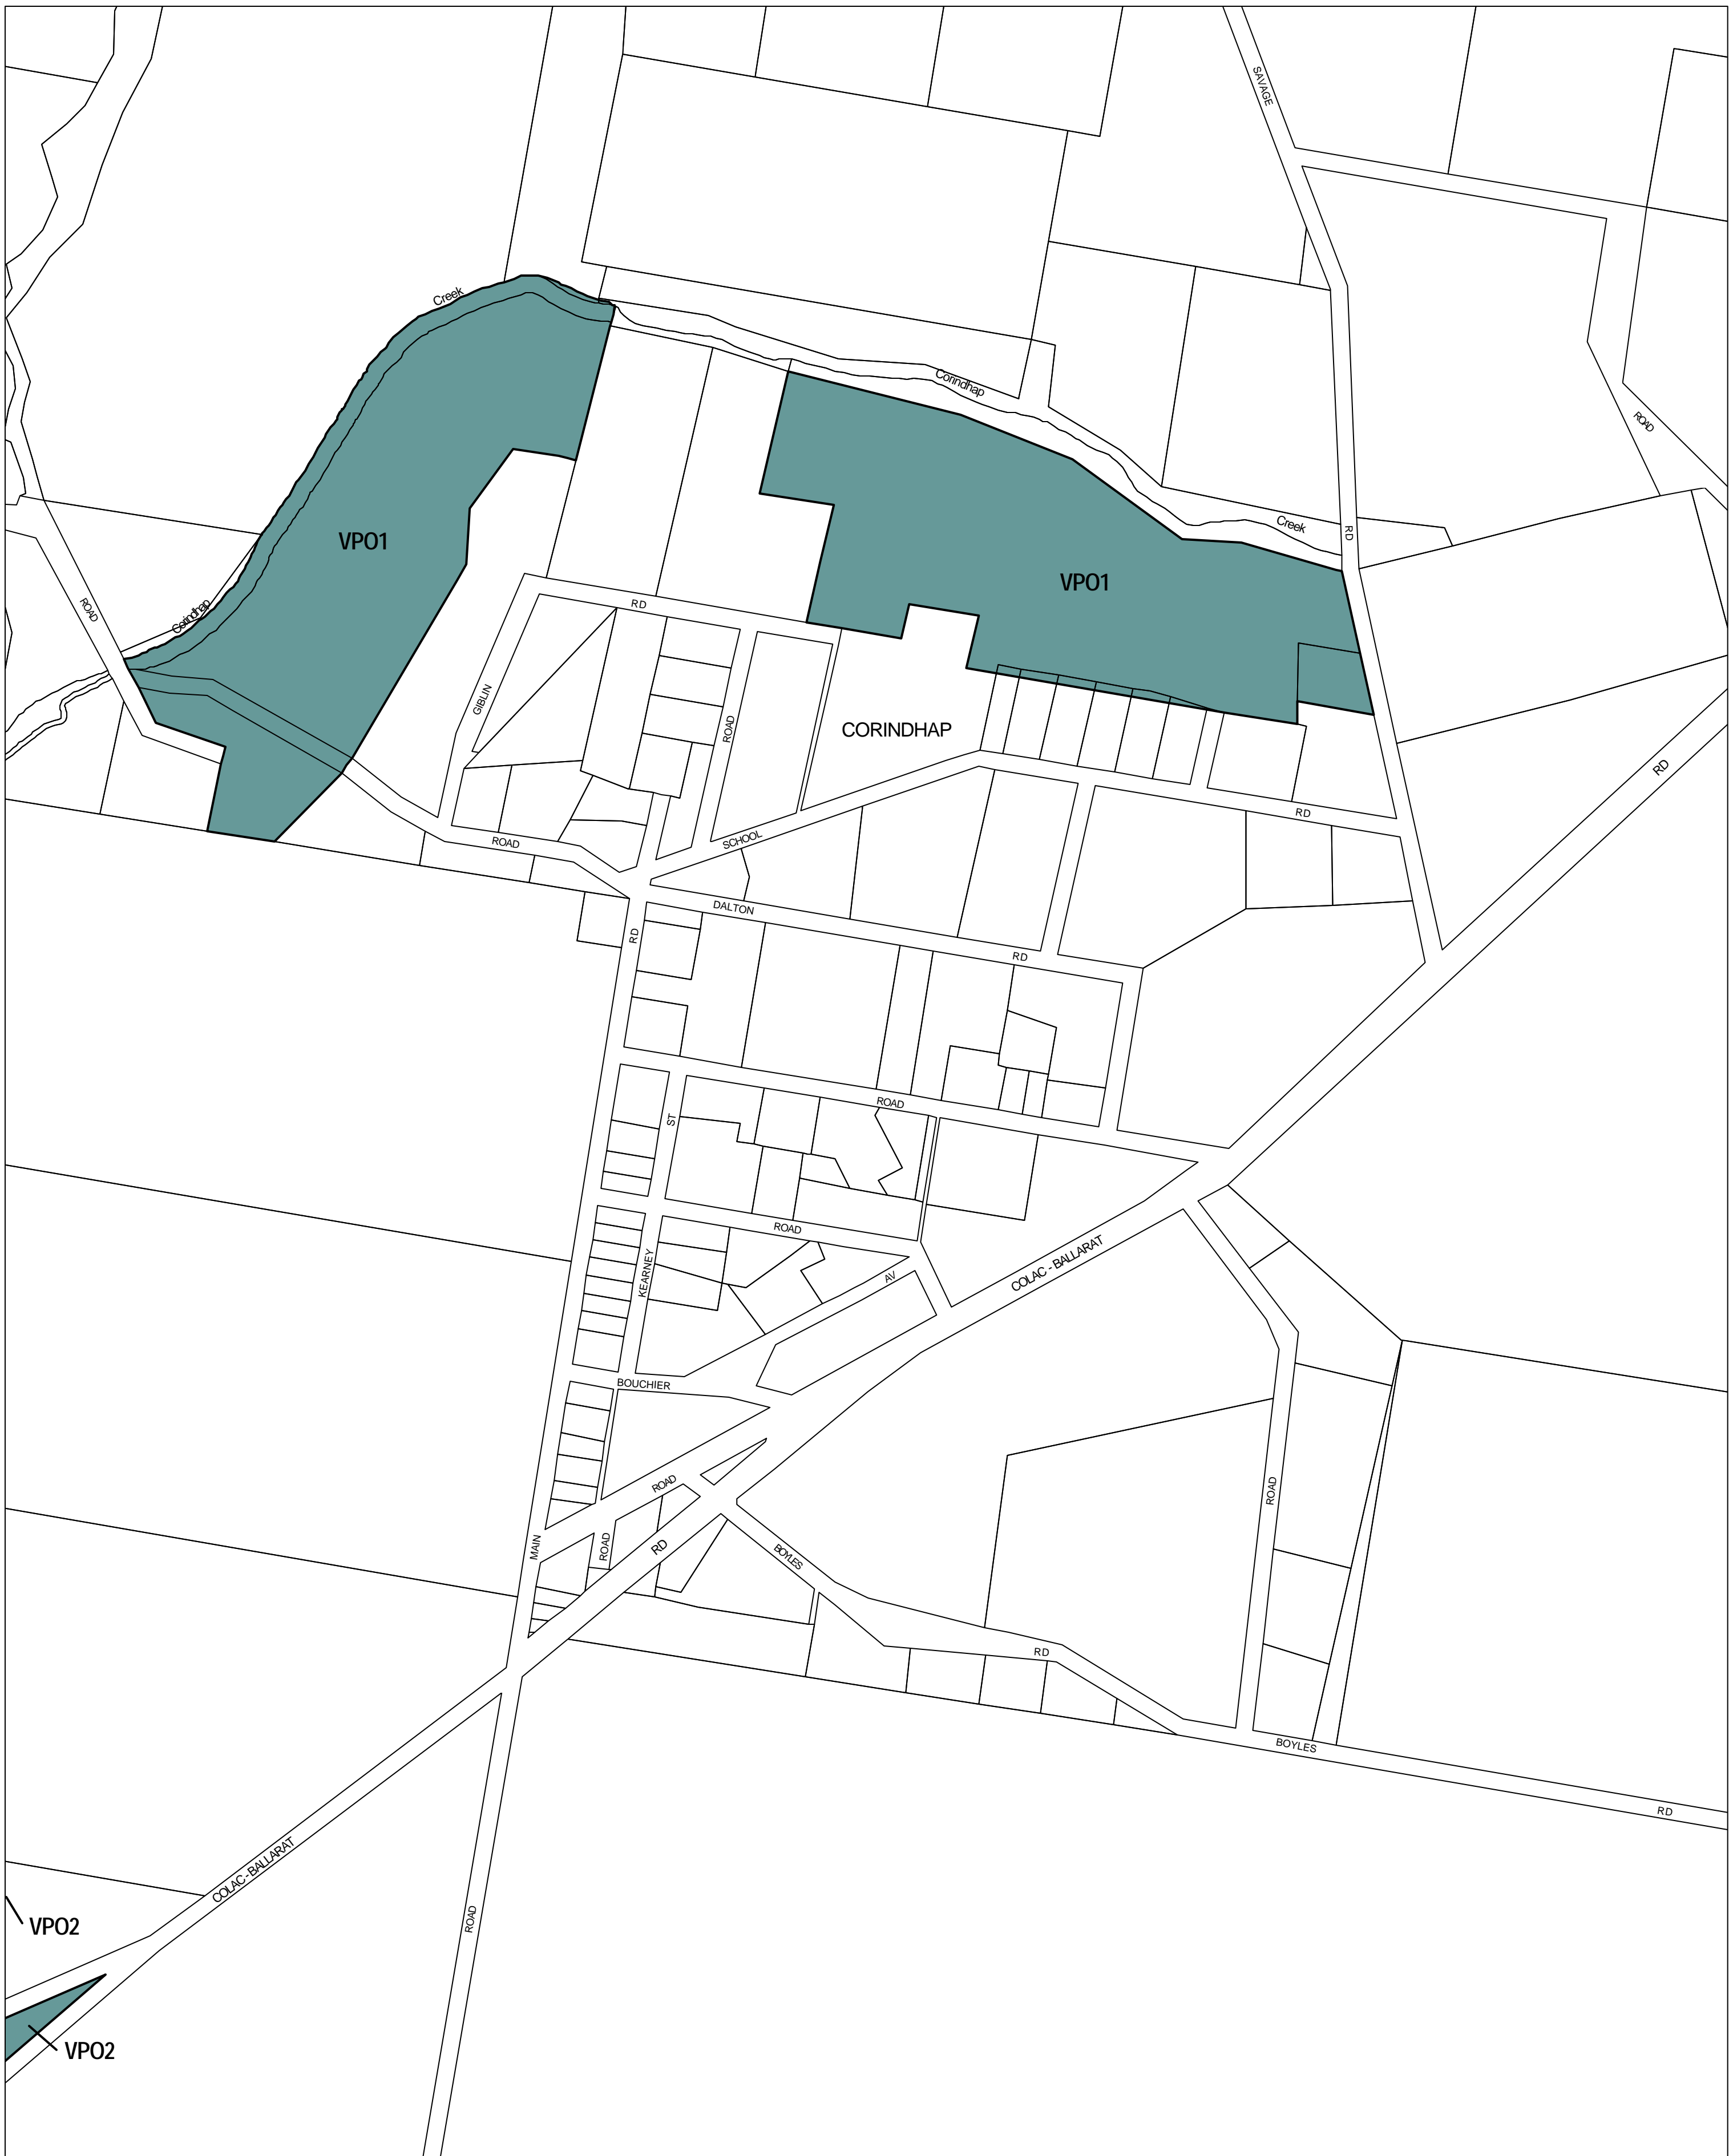 SAVAGE
Creek
Corindhap
ROAD
Creek
RD
VPO1
VPO1
RD
ROAD
Corindhap
GIBLIN
ROAD
CORINDHAP
RD
RD
SCHOOL
ROAD
DALTON
RD
RD
ROAD
ST
ROAD
KEARNEY
COLAC - BALLARAT
AV
BOUCHIER
ROAD
ROAD
MAIN
ROAD
RD
BOYLES
RD
BOYLES
RD
COLAC - BALLARAT
ROAD
VPO2
VPO2